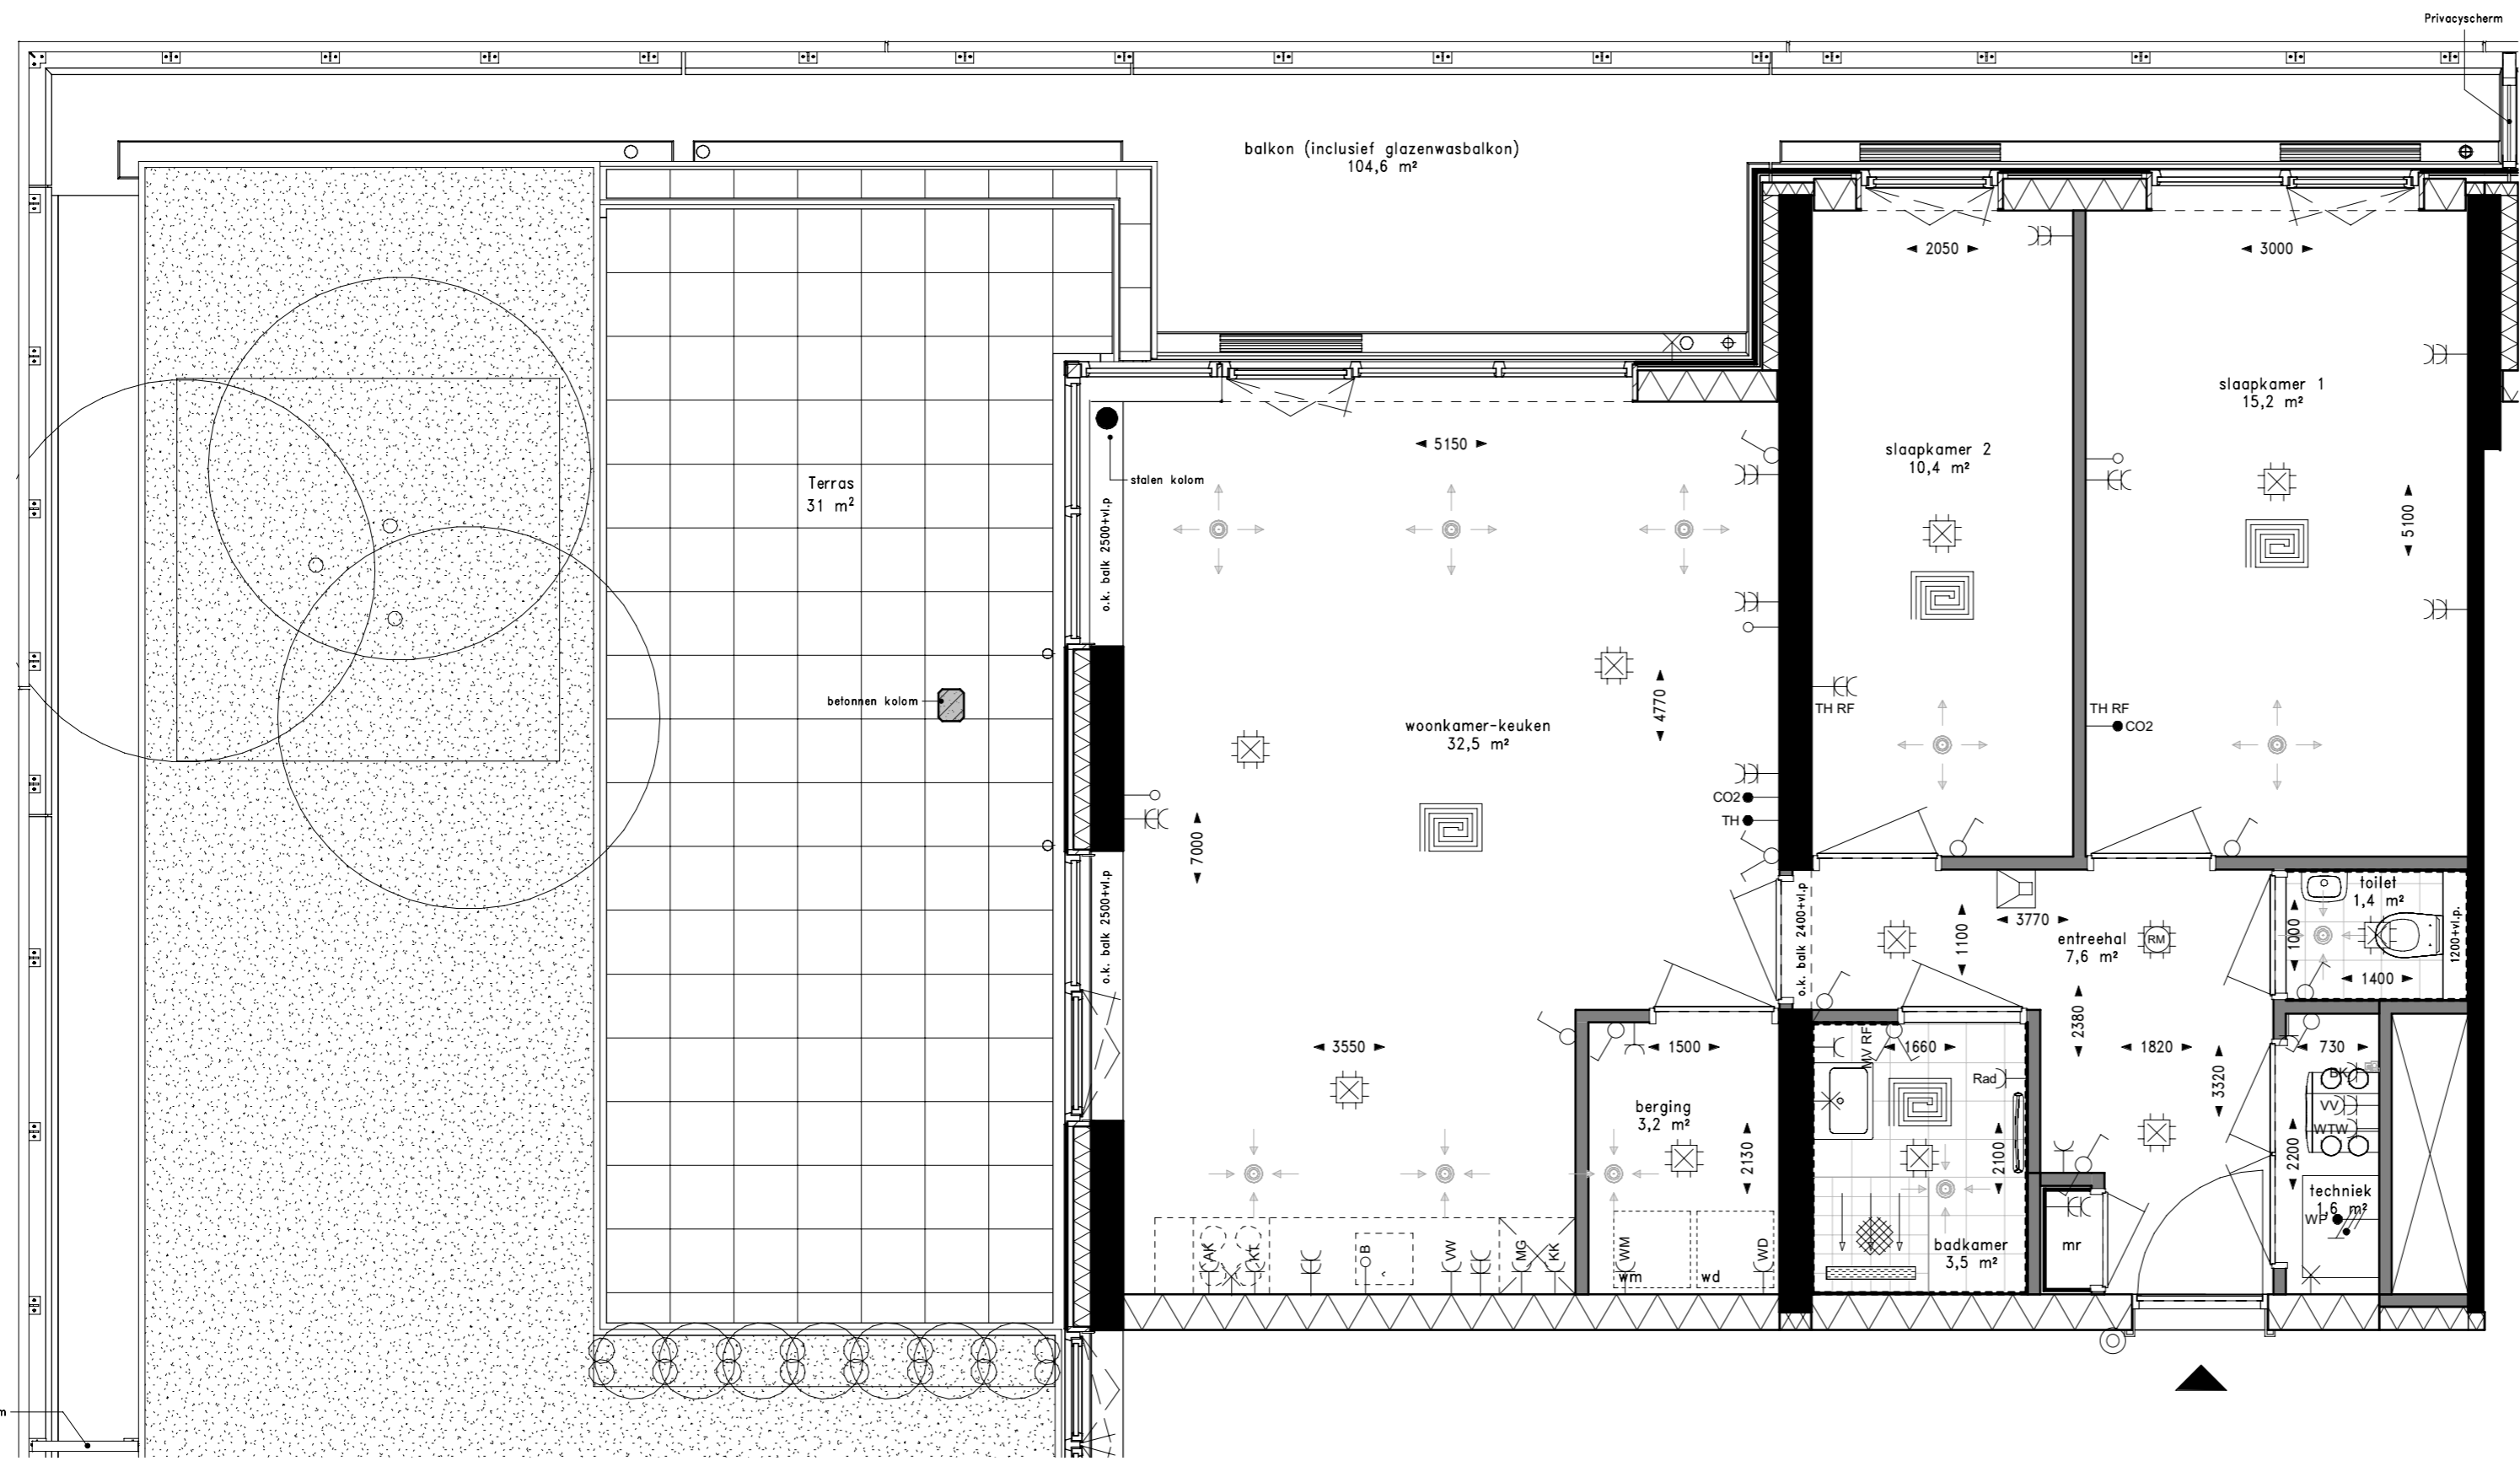 Privacyscherm
balkon (inclusief glazenwasbalkon)
104,6 m²
2050
3000
slaapkamer 1
15,2 m²
5150
slaapkamer 2
10,4 m²
stalen kolom
Terras
31 m²
o.k. balk 2500+vl.p
5100
betonnen kolom
woonkamer-keuken
32,5 m²
4770
TH RF
TH RF
CO2
CO2
TH
7000
o.k. balk 2500+vl.p
o.k. balk 2400+vl.p
1100
3770
entreehal
7,6 m²
RM
toilet
1,4 m²
1000
1400
1200+vl.p.
3550
1500
MV RF
1660
2380
1820
3320
730
BK
Rad
VV
WTW
berging
3,2 m²
2130
2100
2200
techniek
1,6 m²
WP
AK
KT
B
VW
MG
KK
WM
wm
WD
wd
badkamer
3,5 m²
mr
m